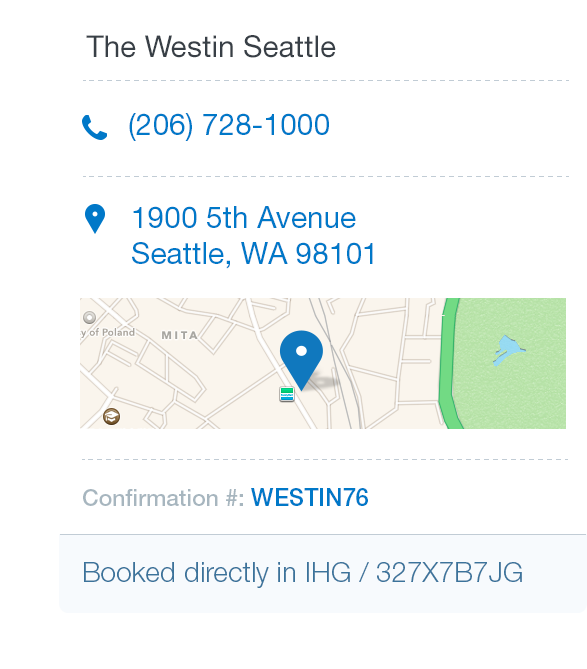 The Westin Seattle
(206) 728-1000
1900 5th Avenue
Seattle, WA 98101
y of Poland
MITA
Confirmation #: WESTIN76
Booked directly in IHG / 327X7B7JG